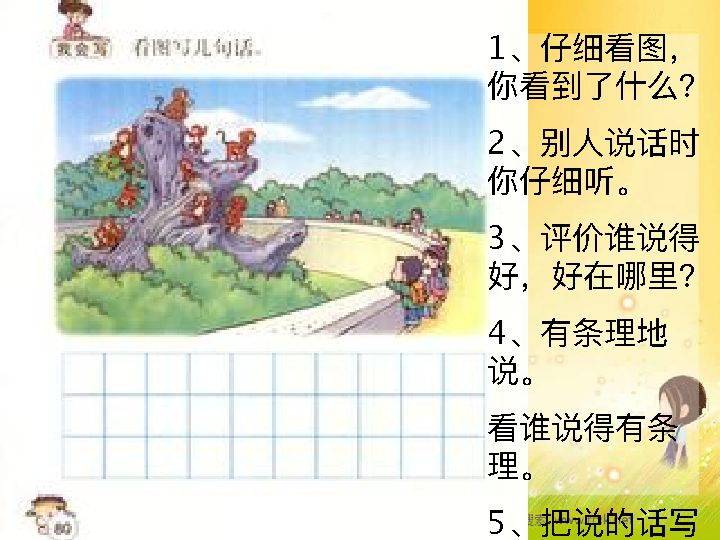 我会写 看图写几句话。
1、仔细看图，
你看到了什么？
2、别人说话时
你仔细听。
3、评价谁说得
好，好在哪里？
4、有条理地
说。
看谁说得有条
理。
5、把说的话写
80